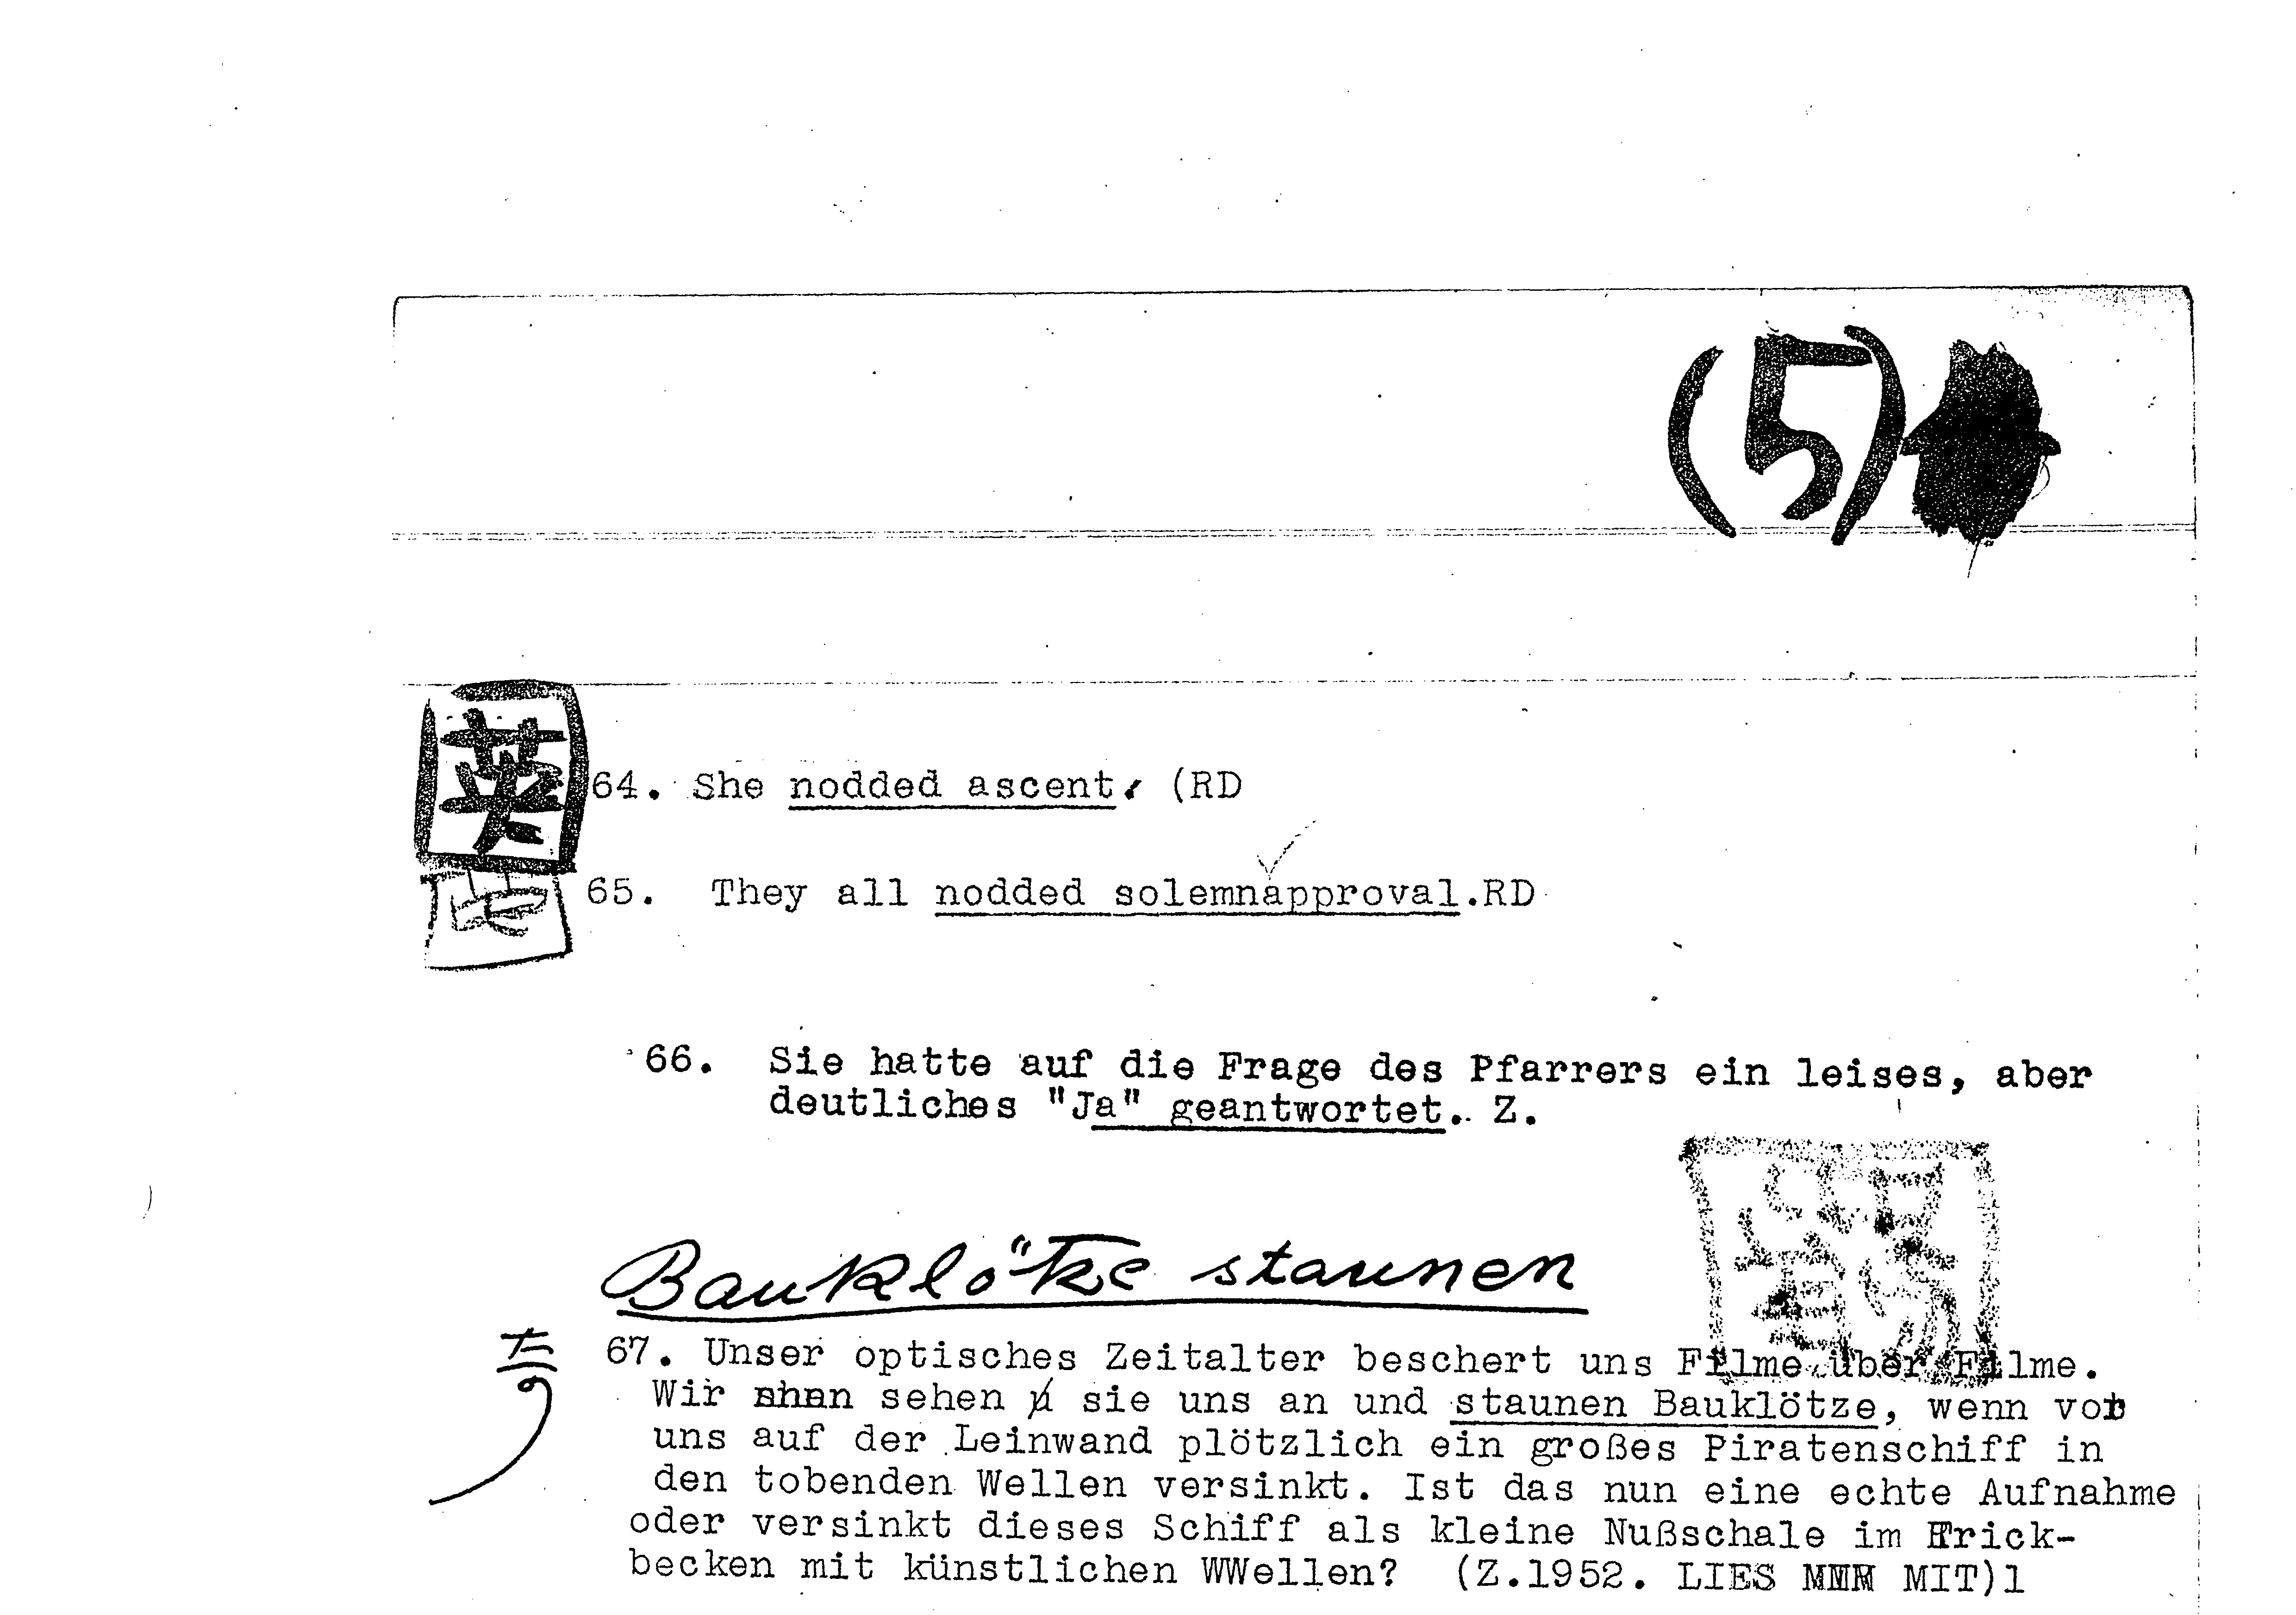 (5)
英
64. She nodded ascent. (RD
65. They all nodded solemnapproval.RD
66. Sie hatte auf die Frage des Pfarrers ein leises, aber
deutliches "Ja" geantwortet. Z.
Bauklötze staunen
67. Unser optisches Zeitalter beschert uns Filme über Filme.
Wir sehen sie uns an und staunen Bauklötze, wenn vor
uns auf der Leinwand plötzlich ein großes Piratenschiff in
den tobenden Wellen versinkt. Ist das nun eine echte Aufnahme
oder versinkt dieses Schiff als kleine Nußschale im Trick-
becken mit künstlichen WWellen? (Z.1952. LIES MIT)l